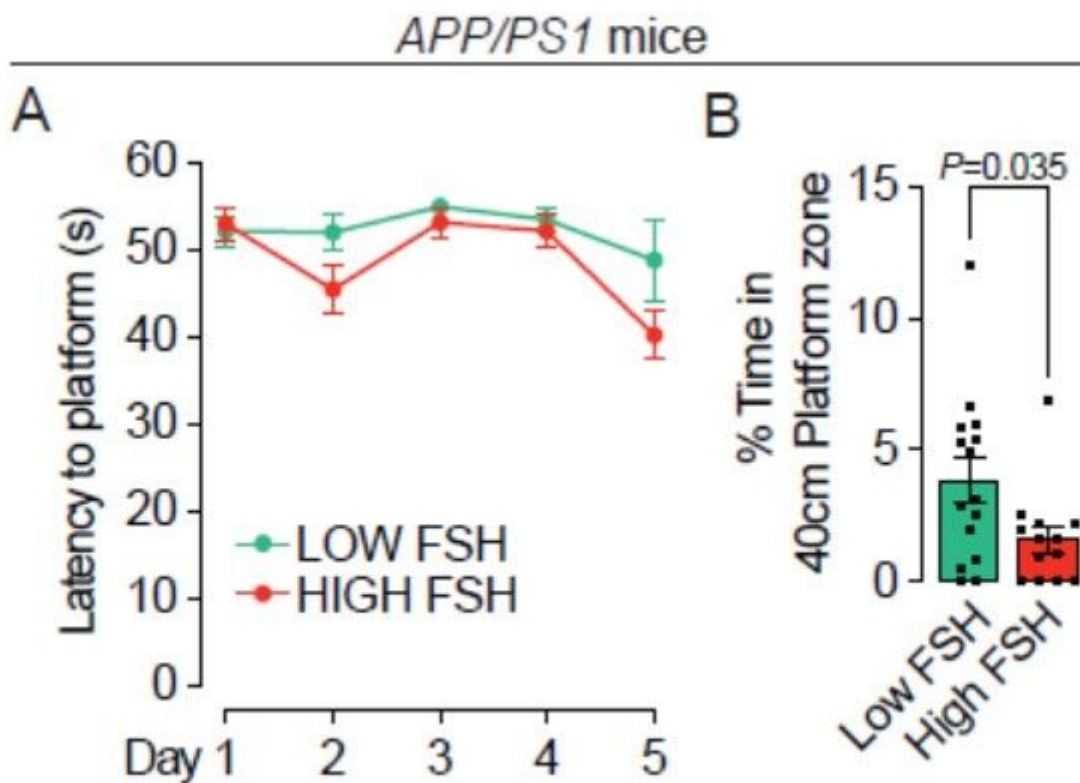 APP/PS1 mice
A
Latency to platform (s)
60
50
40
30
20
10
0
LOW FSH
HIGH FSH
Day 1 2 3 4 5
B
P=0.035
% Time in
40cm Platform zone
15
10
5
0
Low FSH
High FSH